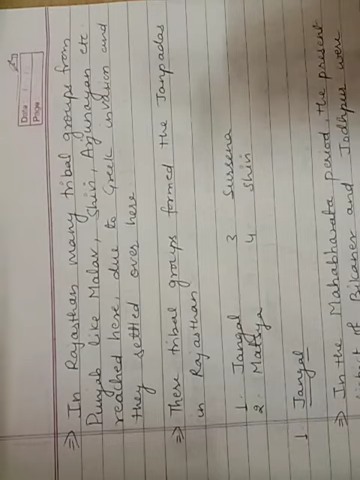 Date
Page
⇒ In Rajasthan many tribal groups from
Punjab like Malav, Shivi, Arjunayan etc.
reached here, due to Greek invation and
they settled over here
⇒ These tribal groups formed the Janpadas
in Rajasthan
1. Jangal 3 Sursena
2. Matsya 4 Shivi
1 Jangal
⇒ In the Mahabharata period, the present
of Bikaner and Jodhpur were